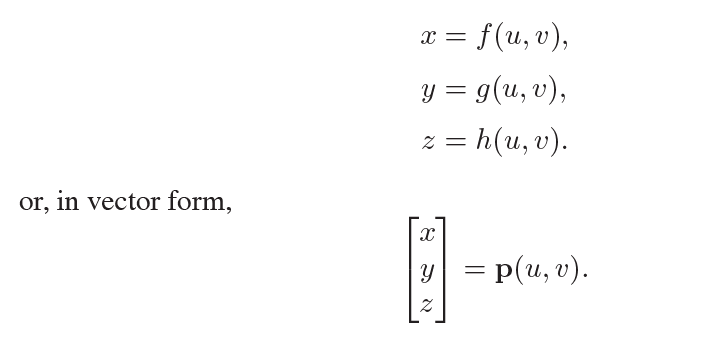 x = f(u, v),
y = g(u, v),
z = h(u, v).
or, in vector form,
[x
y
z] = p(u, v).